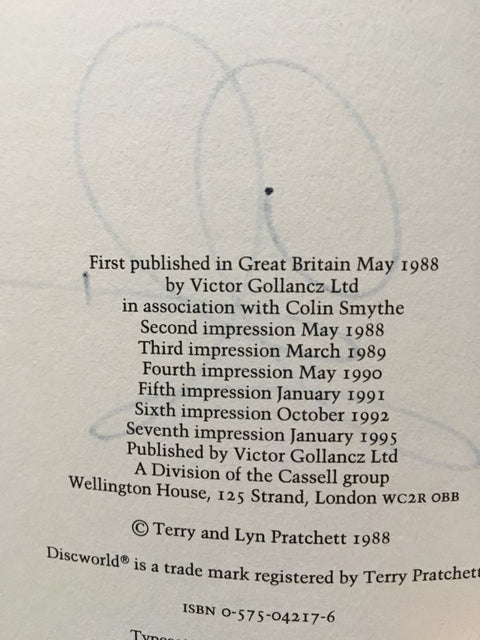 First published in Great Britain May 1988
by Victor Gollancz Ltd
in association with Colin Smythe
Second impression May 1988
Third impression March 1989
Fourth impression May 1990
Fifth impression January 1991
Sixth impression October 1992
Seventh impression January 1995
Published by Victor Gollancz Ltd
A Division of the Cassell group
Wellington House, 125 Strand, London WC2R 0BB
© Terry and Lyn Pratchett 1988
Discworld® is a trade mark registered by Terry Pratchett
ISBN 0-575-04217-6